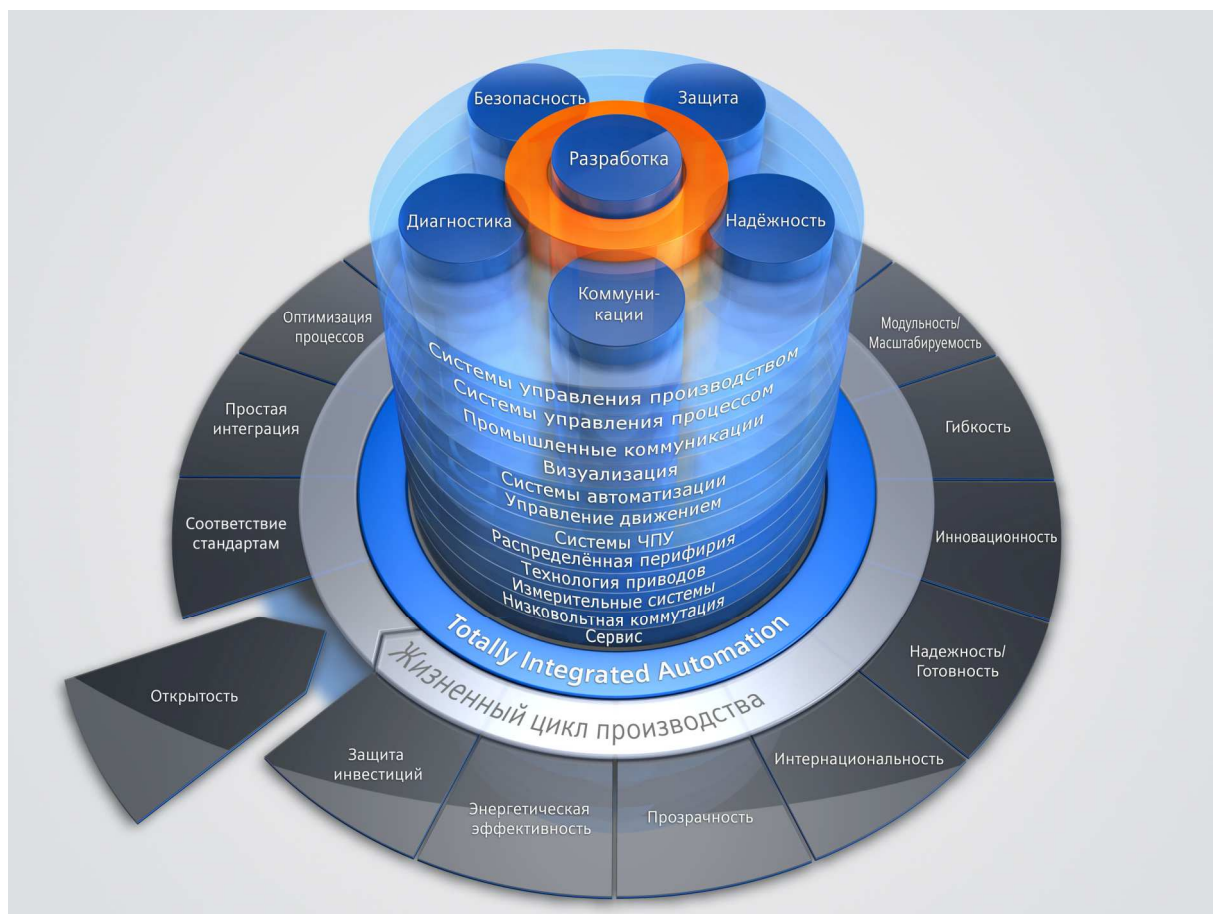 Безопасность
Защита
Разработка
Диагностика
Надёжность
Коммуни-
кации
Системы управления производством
Системы управления процессом
Промышленные коммуникации
Визуализация
Системы автоматизации
Управление движением
Системы ЧПУ
Распределённая перифирия
Технология приводов
Измерительные системы
Низковольтная коммутация
Сервис
Totally Integrated Automation
Жизненный цикл производства
Оптимизация
процессов
Простая
интеграция
Соответствие
стандартам
Открытость
Защита
инвестиций
Энергетическая
эффективность
Прозрачность
Интернациональность
Надежность/
Готовность
Инновационность
Гибкость
Модульность/
Масштабируемость